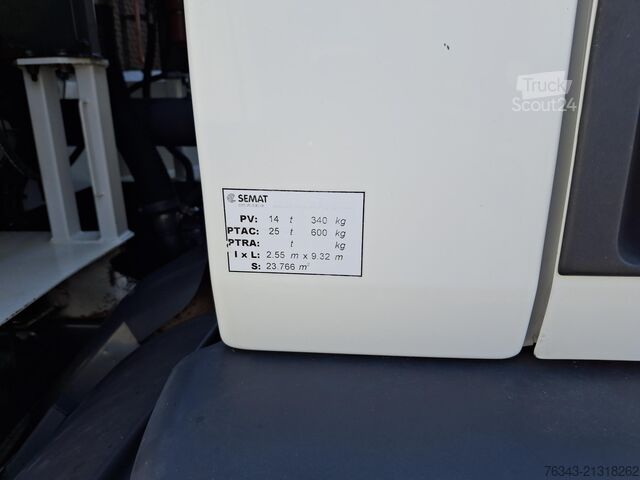 Truck
Scout24
SEMAT
PV: 14 t 340 kg
PTAC: 25 t 600 kg
PTRA: t kg
l x L: 2.55 m x 9.32 m
S: 23.766 m²
76343-21318262